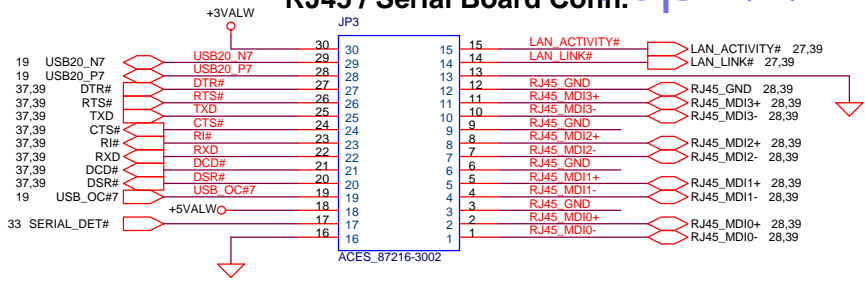 RJ45 / Serial Board Conn.
+3VALW
JP3
30 30 15 15 LAN_ACTIVITY# LAN_ACTIVITY# 27,39
19 USB20_N7 USB20_N7 29 29 14 14 LAN_LINK# LAN_LINK# 27,39
19 USB20_P7 USB20_P7 28 28 13 13
37,39 DTR# DTR# 27 27 12 12 RJ45_GND RJ45_GND 28,39
37,39 RTS# RTS# 26 26 11 11 RJ45_MDI3+ RJ45_MDI3+ 28,39
37,39 TXD TXD 25 25 10 10 RJ45_MDI3- RJ45_MDI3- 28,39
37,39 CTS# CTS# 24 24 9 9 RJ45_GND
37,39 RI# RI# 23 23 8 8 RJ45_MDI2+ RJ45_MDI2+ 28,39
37,39 RXD RXD 22 22 7 7 RJ45_MDI2- RJ45_MDI2- 28,39
37,39 DCD# DCD# 21 21 6 6 RJ45_GND
37,39 DSR# DSR# 20 20 5 5 RJ45_MDI1+ RJ45_MDI1+ 28,39
19 USB_OC#7 USB_OC#7 19 19 4 4 RJ45_MDI1- RJ45_MDI1- 28,39
+5VALW 18 18 3 3 RJ45_GND
33 SERIAL_DET# 17 17 2 2 RJ45_MDI0+ RJ45_MDI0+ 28,39
16 16 1 1 RJ45_MDI0- RJ45_MDI0- 28,39
ACES_87216-3002